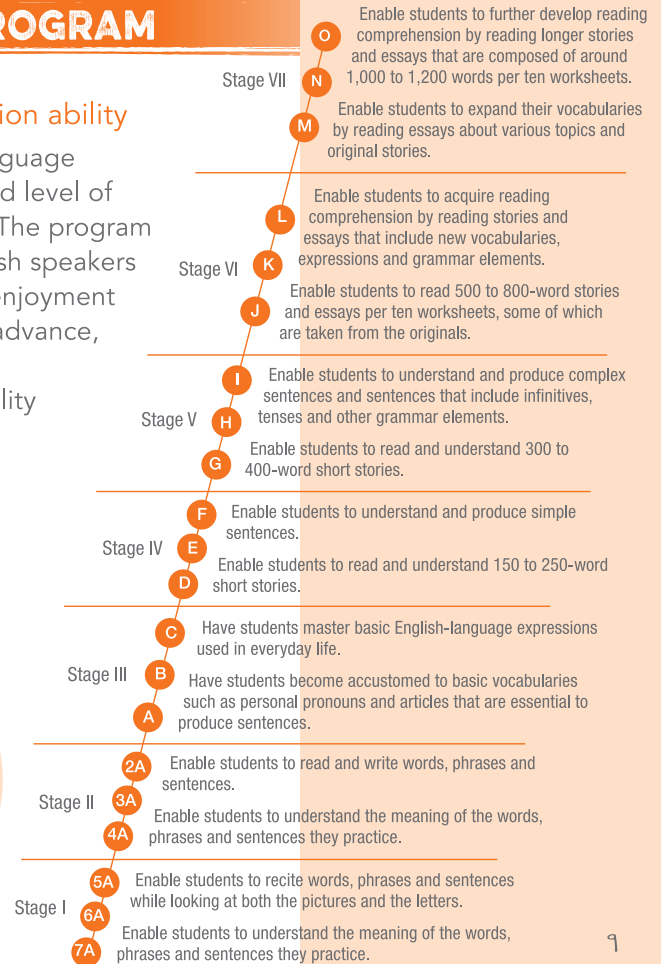 PROGRAM
ion ability
guage
d level of
The program
sh speakers
enjoyment
advance,
lity
O
Enable students to further develop reading
comprehension by reading longer stories
and essays that are composed of around
1,000 to 1,200 words per ten worksheets.
Stage VII
N
M
Enable students to expand their vocabularies
by reading essays about various topics and
original stories.
L
Enable students to acquire reading
comprehension by reading stories and
essays that include new vocabularies,
expressions and grammar elements.
Stage VI
K
J
Enable students to read 500 to 800-word stories
and essays per ten worksheets, some of which
are taken from the originals.
I
Enable students to understand and produce complex
sentences and sentences that include infinitives,
tenses and other grammar elements.
Stage V
H
G
Enable students to read and understand 300 to
400-word short stories.
F
Enable students to understand and produce simple
sentences.
Stage IV
E
D
Enable students to read and understand 150 to 250-word
short stories.
C
Have students master basic English-language expressions
used in everyday life.
Stage III
B
A
Have students become accustomed to basic vocabularies
such as personal pronouns and articles that are essential to
produce sentences.
2A
Enable students to read and write words, phrases and
sentences.
Stage II
3A
4A
Enable students to understand the meaning of the words,
phrases and sentences they practice.
5A
Enable students to recite words, phrases and sentences
while looking at both the pictures and the letters.
Stage I
6A
7A
Enable students to understand the meaning of the words,
phrases and sentences they practice.
9